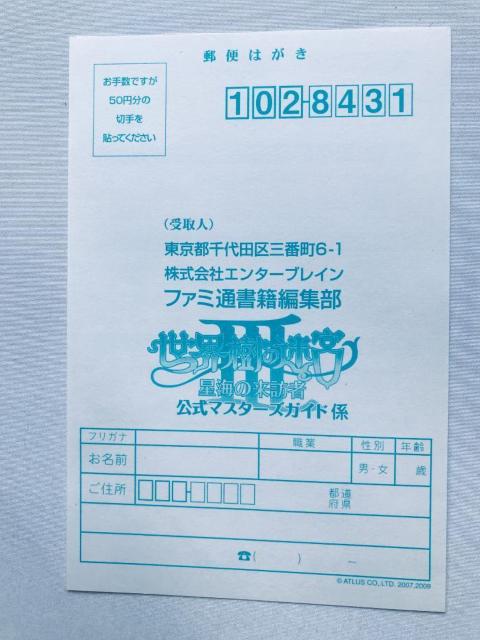 郵便はがき
お手数ですが
50円分の
切手を
貼ってください
102-8431
(受取人)
東京都千代田区三番町6-1
株式会社エンターブレイン
ファミ通書籍編集部
世界樹の迷宮III
星海の来訪者
公式マスターズガイド係
フリガナ 職業 性別 年齢
お名前 男・女 歳
ご住所 都道
府県
☎( ) −
© ATLUS CO.,LTD. 2007,2009